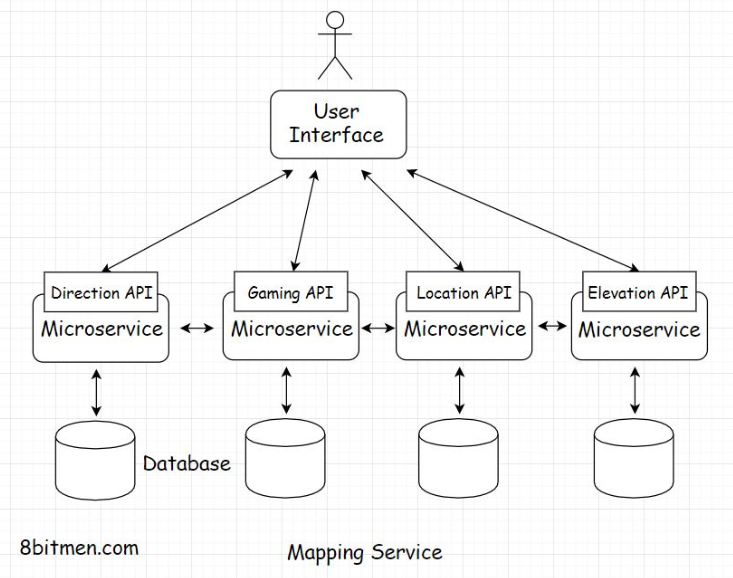 User
Interface
Direction API
Gaming API
Location API
Elevation API
Microservice
Microservice
Microservice
Microservice
Database
8bitmen.com
Mapping Service